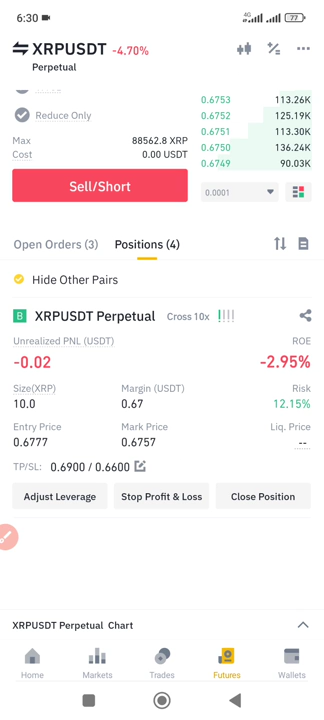 6:30
4G
77
XRPUSDT -4.70%
Perpetual
0.6753 113.26K
Reduce Only
0.6752 125.19K
0.6751 113.30K
Max 88562.8 XRP
0.6750 136.24K
Cost 0.00 USDT
0.6749 90.03K
Sell/Short
0.0001
Open Orders (3) Positions (4)
Hide Other Pairs
B XRPUSDT Perpetual Cross 10x
Unrealized PNL (USDT) ROE
-0.02 -2.95%
Size(XRP) Margin (USDT) Risk
10.0 0.67 12.15%
Entry Price Mark Price Liq. Price
0.6777 0.6757 --
TP/SL: 0.6900 / 0.6600
Adjust Leverage Stop Profit & Loss Close Position
XRPUSDT Perpetual Chart
Home Markets Trades Futures Wallets